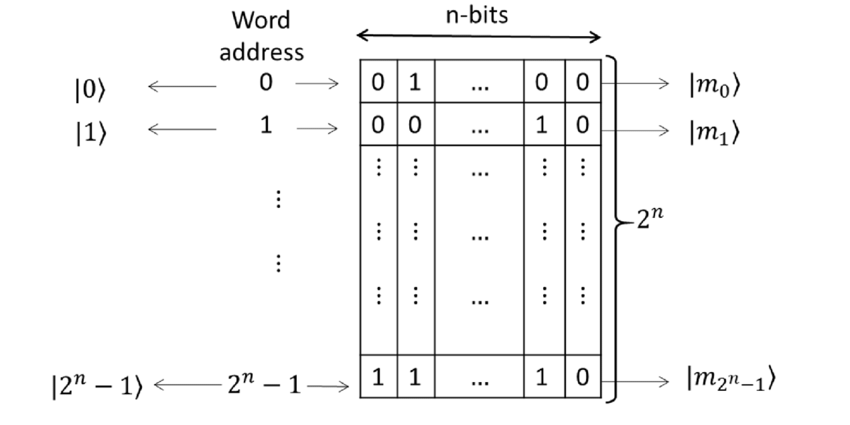 Word address n-bits
|0⟩ 0 0 1 ... 0 0 |m₀⟩
|1⟩ 1 0 0 ... 1 0 |m₁⟩
⋮ ⋮ ⋮ ... ⋮ ⋮
⋮ ⋮ ... ⋮ ⋮ 2ⁿ
⋮ ⋮ ⋮ ... ⋮ ⋮
|2ⁿ − 1⟩ 2ⁿ − 1 1 1 ... 1 0 |m₂ⁿ₋₁⟩